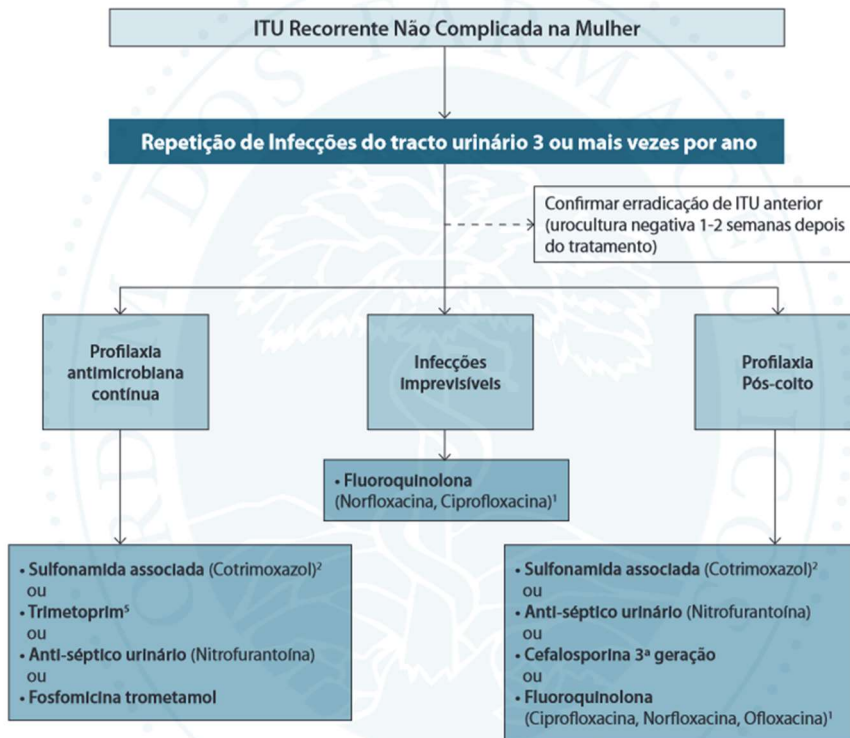 ITU Recorrente Não Complicada na Mulher
Repetição de Infecções do tracto urinário 3 ou mais vezes por ano
Confirmar erradicação de ITU anterior
(urocultura negativa 1-2 semanas depois
do tratamento)
Profilaxia
antimicrobiana
contínua
Infecções
imprevisíveis
Profilaxia
Pós-coito
• Fluoroquinolona
(Norfloxacina, Ciprofloxacina)¹
• Sulfonamida associada (Cotrimoxazol)²
ou
• Trimetoprim⁵
ou
• Anti-séptico urinário (Nitrofurantoína)
ou
• Fosfomicina trometamol
• Sulfonamida associada (Cotrimoxazol)²
ou
• Anti-séptico urinário (Nitrofurantoína)
ou
• Cefalosporina 3ª geração
ou
• Fluoroquinolona
(Ciprofloxacina, Norfloxacina, Ofloxacina)¹
ORDEM DOS FARMACÊUTICOS